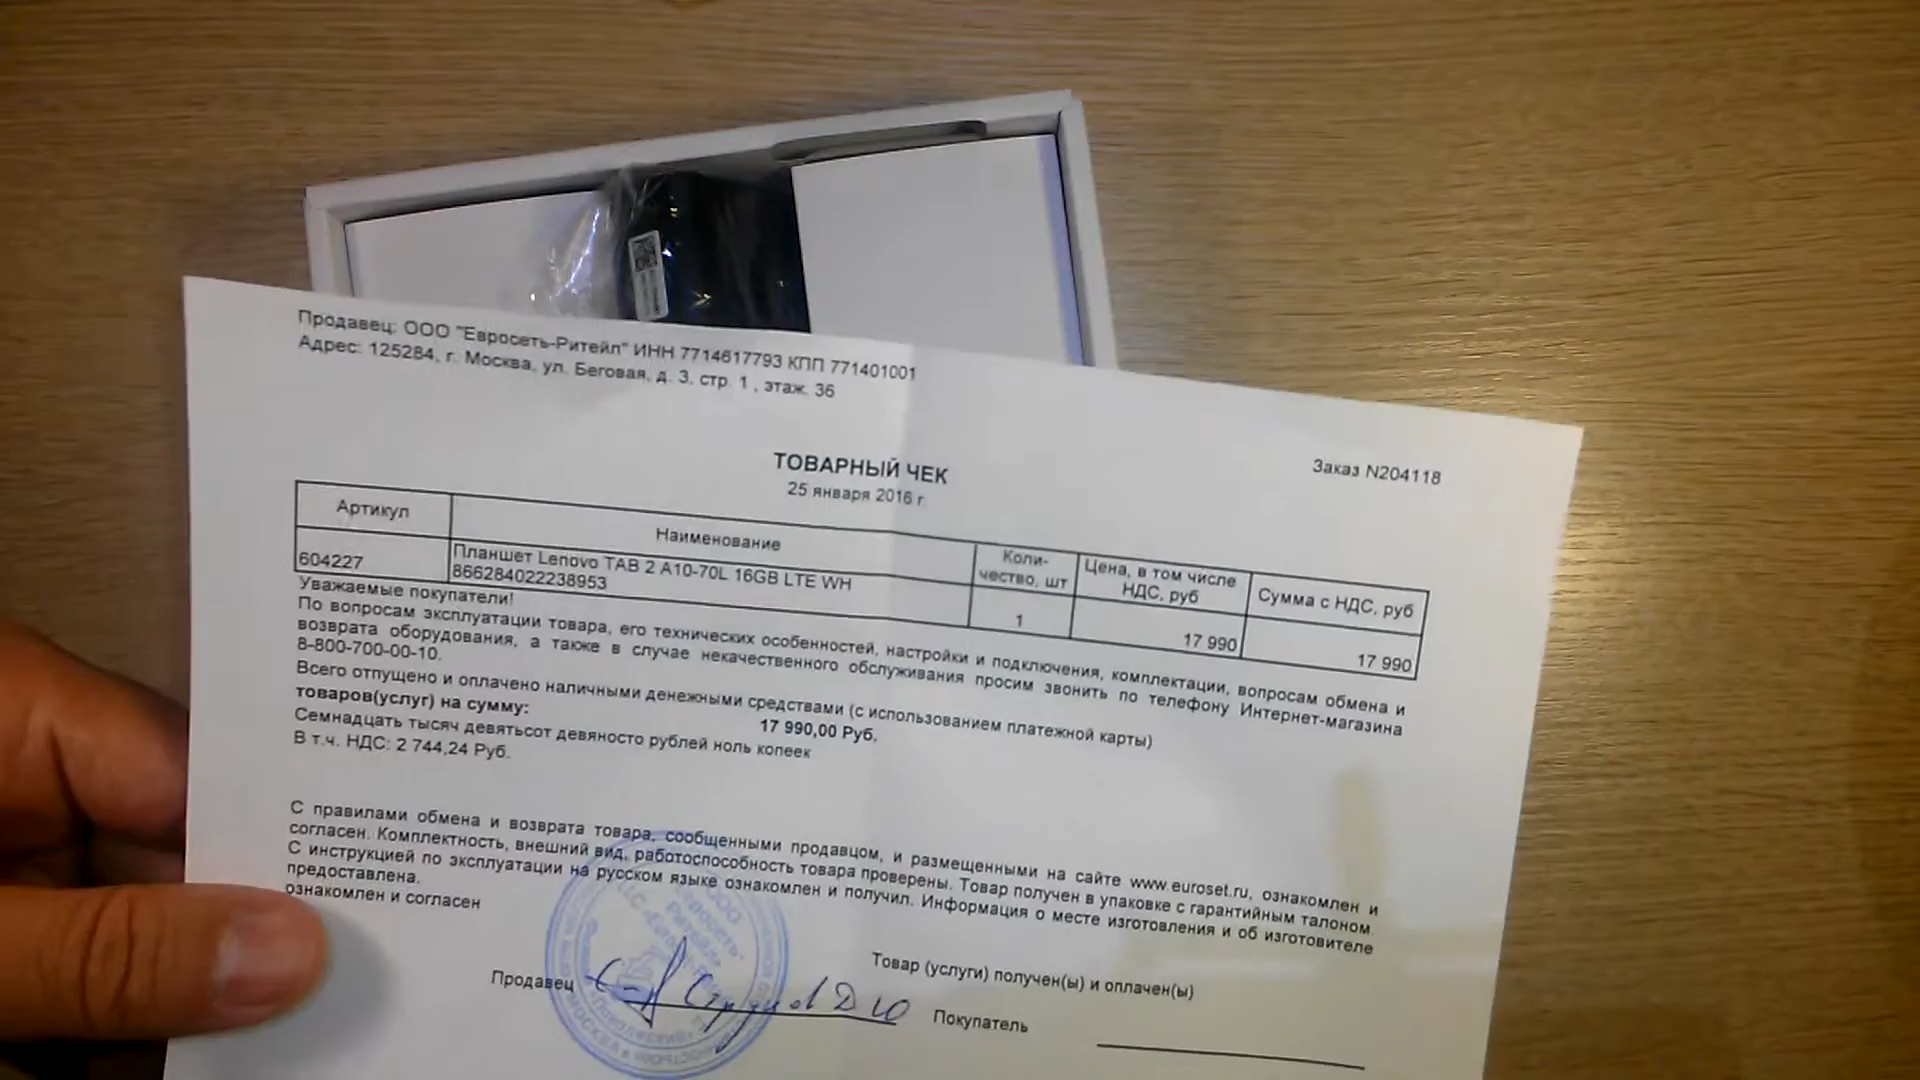 Продавец: ООО "Евросеть-Ритейл" ИНН 7714617793 КПП 771401001
Адрес: 125284, г. Москва, ул. Беговая, д. 3, стр. 1 , этаж. 36
Заказ N204118
ТОВАРНЫЙ ЧЕК
25 января 2016 г.
Артикул Наименование Коли-чество, шт Цена, в том числе НДС, руб Сумма с НДС, руб
604227 Планшет Lenovo TAB 2 A10-70L 16GB LTE WH 1 17 990 17 990
866284022238953
Уважаемые покупатели!
По вопросам эксплуатации товара, его технических особенностей, настройки и подключения, комплектации, вопросам обмена и
возврата оборудования, а также в случае некачественного обслуживания просим звонить по телефону Интернет-магазина
8-800-700-00-10.
Всего отпущено и оплачено наличными денежными средствами (с использованием платежной карты)
товаров(услуг) на сумму: 17 990,00 Руб.
Семнадцать тысяч девятьсот девяносто рублей ноль копеек
В т.ч. НДС: 2 744,24 Руб.
С правилами обмена и возврата товара, сообщенными продавцом, и размещенными на сайте www.euroset.ru, ознакомлен и
согласен. Комплектность, внешний вид, работоспособность товара проверены. Товар получен в упаковке с гарантийным талоном.
С инструкцией по эксплуатации на русском языке ознакомлен и получил. Информация о месте изготовления и об изготовителе
предоставлена.
ознакомлен и согласен
Товар (услуги) получен(ы) и оплачен(ы)
Продавец
Покупатель
ООО
Евросеть
Ритейл
МОСКВА